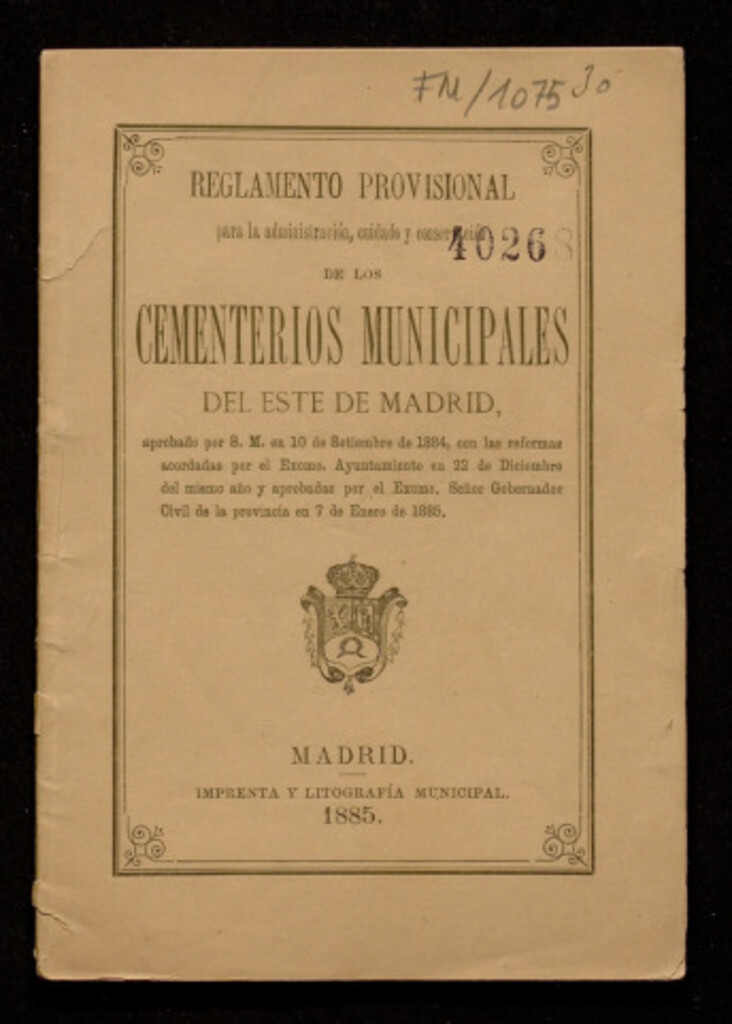 FM/1075 30
REGLAMENTO PROVISIONAL
para la administración, cuidado y conservación
40268
DE LOS
CEMENTERIOS MUNICIPALES
DEL ESTE DE MADRID,
aprobado por S. M. en 10 de Setiembre de 1884, con las reformas
acordadas por el Excmo. Ayuntamiento en 22 de Diciembre
del mismo año y aprobadas por el Excmo. Señor Gobernador
Civil de la provincia en 7 de Enero de 1885.
MADRID.
IMPRENTA Y LITOGRAFÍA MUNICIPAL.
1885.